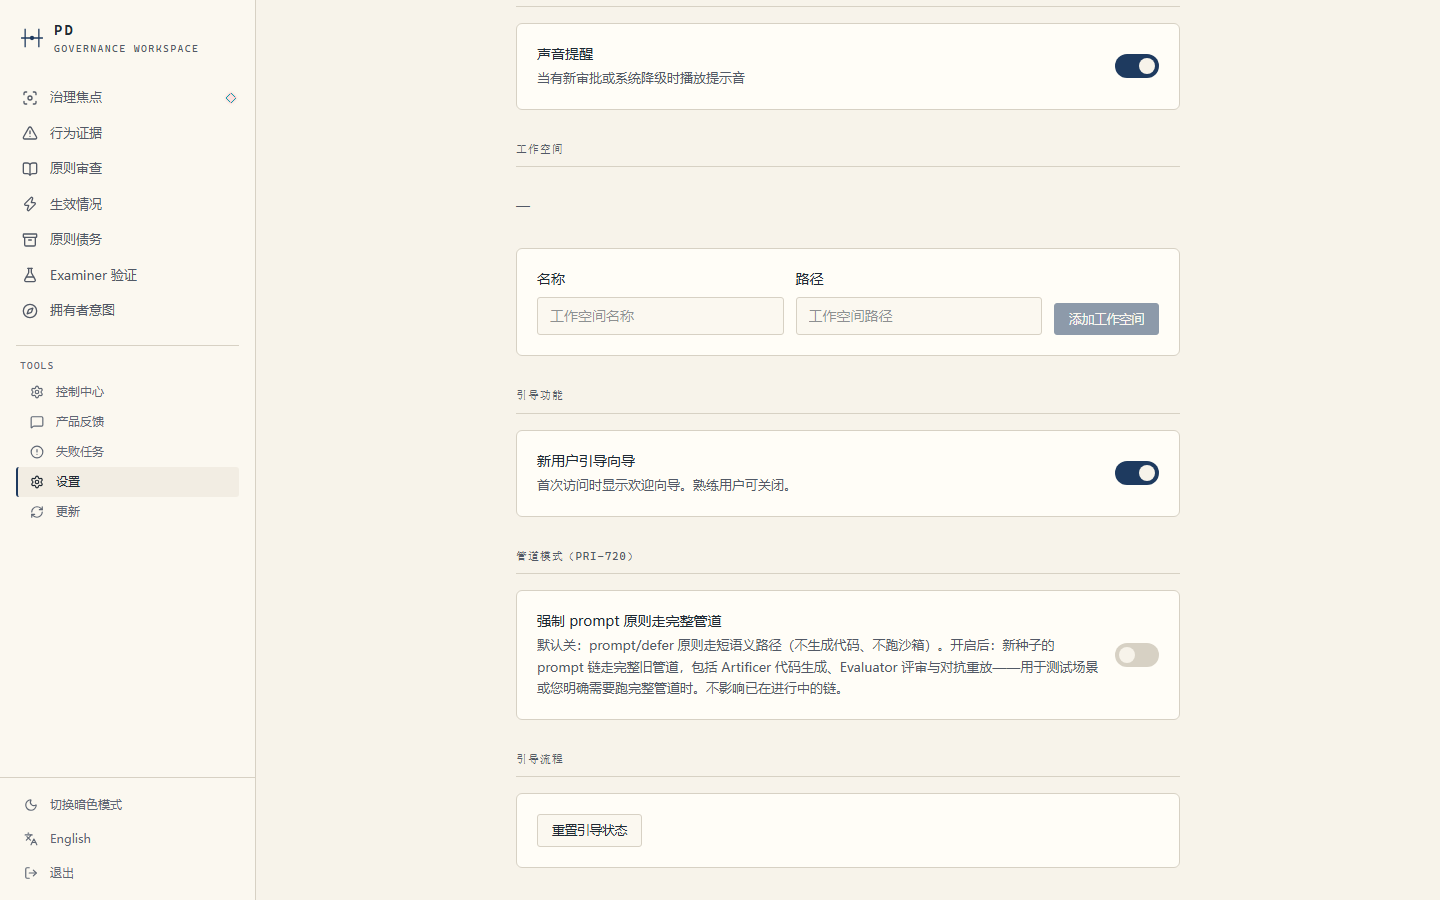 PD
GOVERNANCE WORKSPACE
治理焦点
行为证据
原则审查
生效情况
原则债务
Examiner 验证
拥有者意图
TOOLS
控制中心
产品反馈
失败任务
设置
更新
切换暗色模式
English
退出
声音提醒
当有新审批或系统降级时播放提示音
工作空间
—
名称
路径
工作空间名称
工作空间路径
添加工作空间
引导功能
新用户引导向导
首次访问时显示欢迎向导。熟练用户可关闭。
管道模式（PRI-720）
强制 prompt 原则走完整管道
默认关：prompt/defer 原则走短语义路径（不生成代码、不跑沙箱）。开启后：新种子的
prompt 链走完整旧管道，包括 Artificer 代码生成、Evaluator 评审与对抗重放——用于测试场景
或您明确需要跑完整管道时。不影响已在进行中的链。
引导流程
重置引导状态